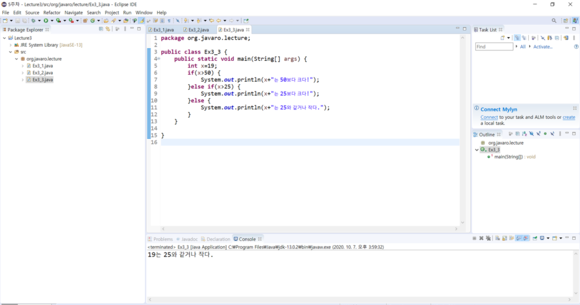 5주차 - Lecture3/src/org/javaro/lecture/Ex3_3.java - Eclipse IDE
File Edit Source Refactor Navigate Search Project Run Window Help
Package Explorer
Lecture3
JRE System Library [JavaSE-13]
src
org.javaro.lecture
Ex3_1.java
Ex3_2.java
Ex3_3.java
Ex3_1.java Ex3_2.java Ex3_3.java
1 package org.javaro.lecture;
2
3 public class Ex3_3 {
4 public static void main(String[] args) {
5 int x=19;
6 if(x>50) {
7 System.out.println(x+"는 50보다 크다!");
8 }else if(x>25) {
9 System.out.println(x+"는 25보다 크다!");
10 }else {
11 System.out.println(x+"는 25와 같거나 작다.");
12 }
13 }
14
15 }
16
Task List
Find All Activate...
Connect Mylyn
Connect to your task and ALM tools or create a local task.
Outline
org.javaro.lecture
Ex3_3
main(String[]) : void
Problems Javadoc Declaration Console
<terminated> Ex3_3 [Java Application] C:\Program Files\Java\jdk-13.0.2\bin\javaw.exe (2020. 10. 7. 오후 3:59:32)
19는 25와 같거나 작다.